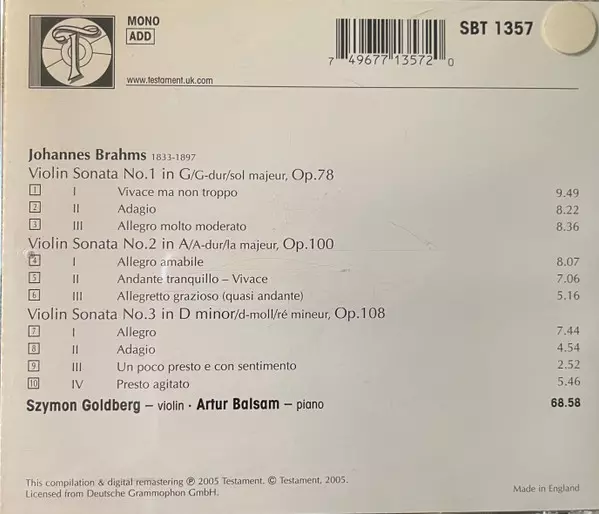 MONO
ADD
SBT 1357
7 49677 13572 0
www.testament.uk.com
Johannes Brahms 1833-1897
Violin Sonata No.1 in G/G-dur/sol majeur, Op.78
1 I Vivace ma non troppo 9.49
2 II Adagio 8.22
3 III Allegro molto moderato 8.36
Violin Sonata No.2 in A/A-dur/la majeur, Op.100
4 I Allegro amabile 8.07
5 II Andante tranquillo – Vivace 7.06
6 III Allegretto grazioso (quasi andante) 5.16
Violin Sonata No.3 in D minor/d-moll/ré mineur, Op.108
7 I Allegro 7.44
8 II Adagio 4.54
9 III Un poco presto e con sentimento 2.52
10 IV Presto agitato 5.46
Szymon Goldberg – violin · Artur Balsam – piano 68.58
This compilation & digital remastering ℗ 2005 Testament. © Testament, 2005.
Licensed from Deutsche Grammophon GmbH.
Made in England